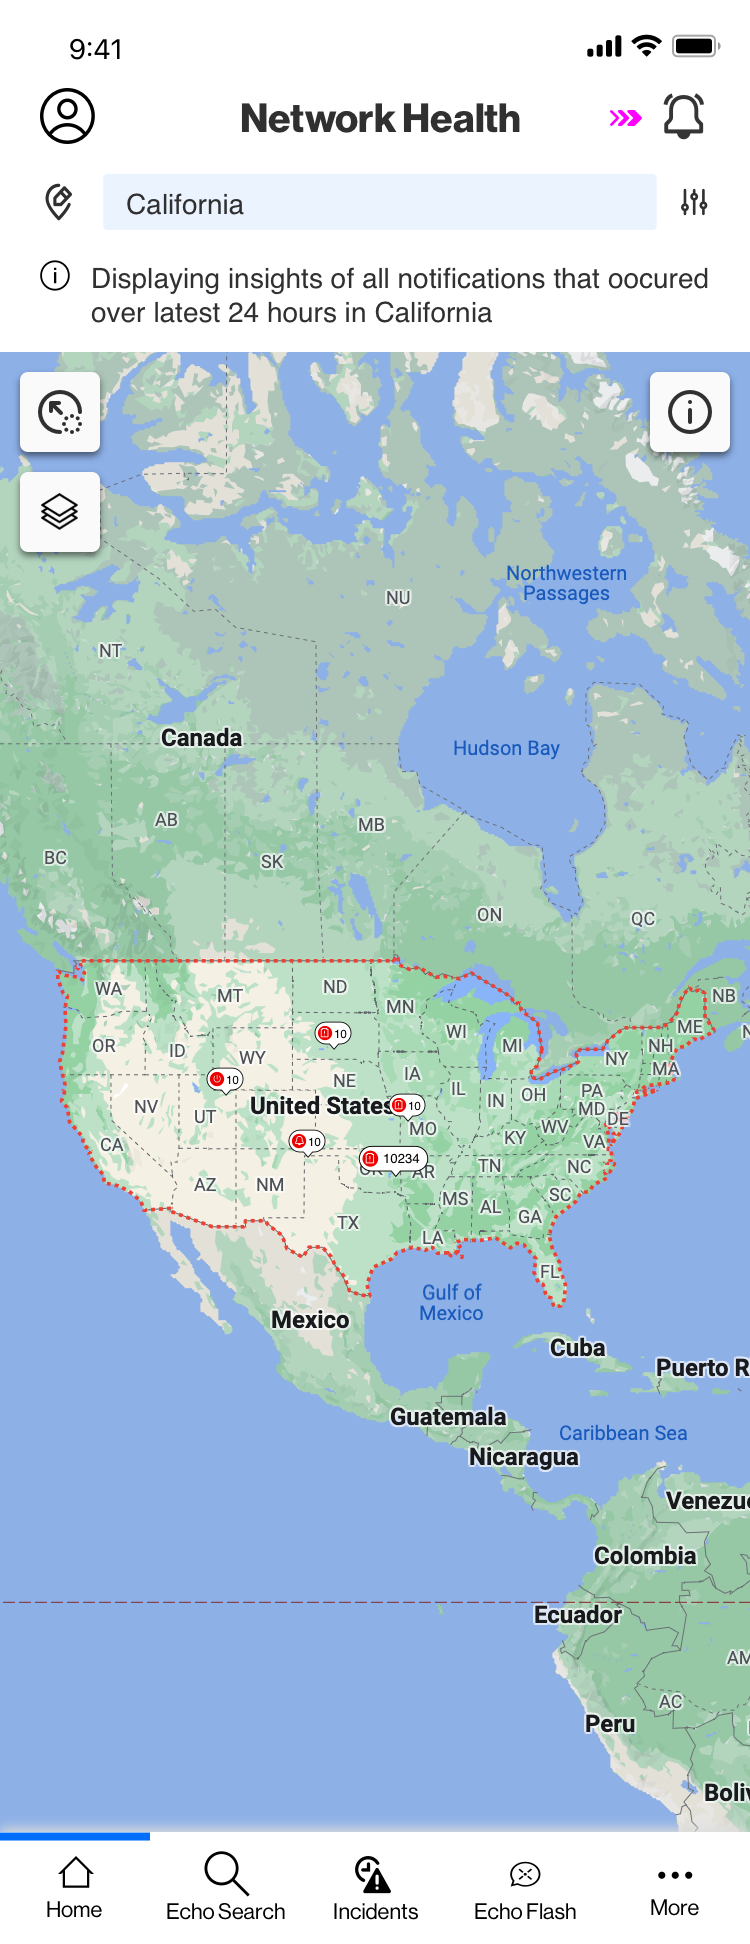 9:41
Network Health
California
Displaying insights of all notifications that oocured
over latest 24 hours in California
Northwestern
Passages
NU
NT
Canada
Hudson Bay
AB
MB
BC
SK
ON
QC
WA
ND
MT
MN
NB
ME
OR
ID
WY
10
WI
MI
NH
NY
MA
10
NE
IA
IL
IN
OH
PA
MD
NV
UT
United States
10
MO
WV
DE
CA
10
KY
VA
10234
AR
TN
NC
AZ
NM
MS
AL
SC
GA
TX
LA
FL
Gulf of
Mexico
Mexico
Cuba
Puerto R
Guatemala
Caribbean Sea
Nicaragua
Venezu
Colombia
Ecuador
AM
AC
Peru
Boliv
Home
Echo Search
Incidents
Echo Flash
More